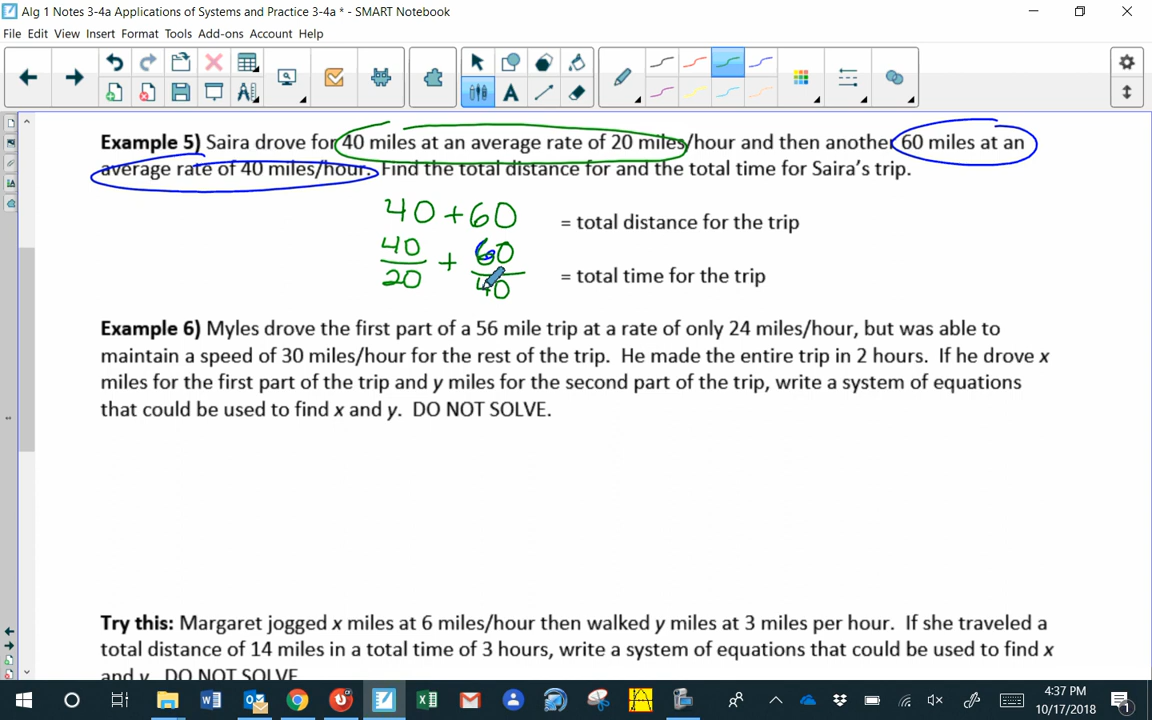 Alg 1 Notes 3-4a Applications of Systems and Practice 3-4a * - SMART Notebook
File Edit View Insert Format Tools Add-ons Account Help
Example 5) Saira drove for 40 miles at an average rate of 20 miles/hour and then another 60 miles at an
average rate of 40 miles/hour. Find the total distance for and the total time for Saira's trip.
40 + 60 = total distance for the trip
40/20 + 60/40 = total time for the trip
Example 6) Myles drove the first part of a 56 mile trip at a rate of only 24 miles/hour, but was able to
maintain a speed of 30 miles/hour for the rest of the trip. He made the entire trip in 2 hours. If he drove x
miles for the first part of the trip and y miles for the second part of the trip, write a system of equations
that could be used to find x and y. DO NOT SOLVE.
Try this: Margaret jogged x miles at 6 miles/hour then walked y miles at 3 miles per hour. If she traveled a
total distance of 14 miles in a total time of 3 hours, write a system of equations that could be used to find x
and y. DO NOT SOLVE.
4:37 PM
10/17/2018
1